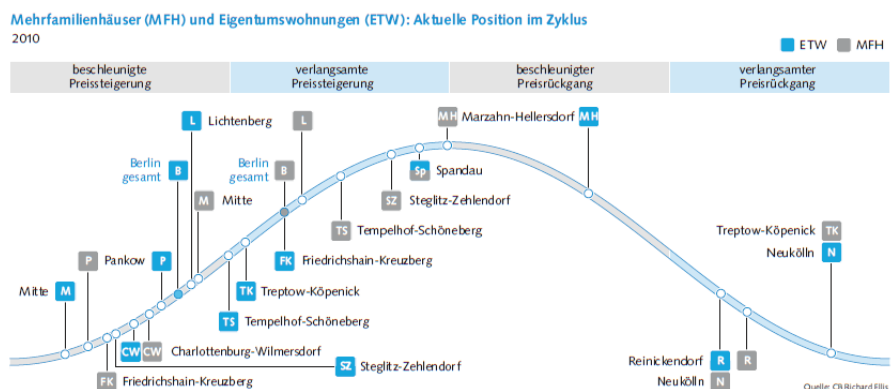 Mehrfamilienhäuser (MFH) und Eigentumswohnungen (ETW): Aktuelle Position im Zyklus
2010
ETW MFH
beschleunigte
Preissteigerung
verlangsamte
Preissteigerung
beschleunigter
Preisrückgang
verlangsamter
Preisrückgang
L Lichtenberg
L
MH Marzahn-Hellersdorf MH
Berlin
gesamt B
Berlin
gesamt B
Sp Spandau
M Mitte
SZ Steglitz-Zehlendorf
TS Tempelhof-Schöneberg
Treptow-Köpenick TK
Neukölln N
P Pankow P
FK Friedrichshain-Kreuzberg
Mitte M
TK Treptow-Köpenick
TS Tempelhof-Schöneberg
CW CW Charlottenburg-Wilmersdorf
SZ Steglitz-Zehlendorf
Reinickendorf R R
FK Friedrichshain-Kreuzberg
Neukölln N
Quelle: CB Richard Ellis